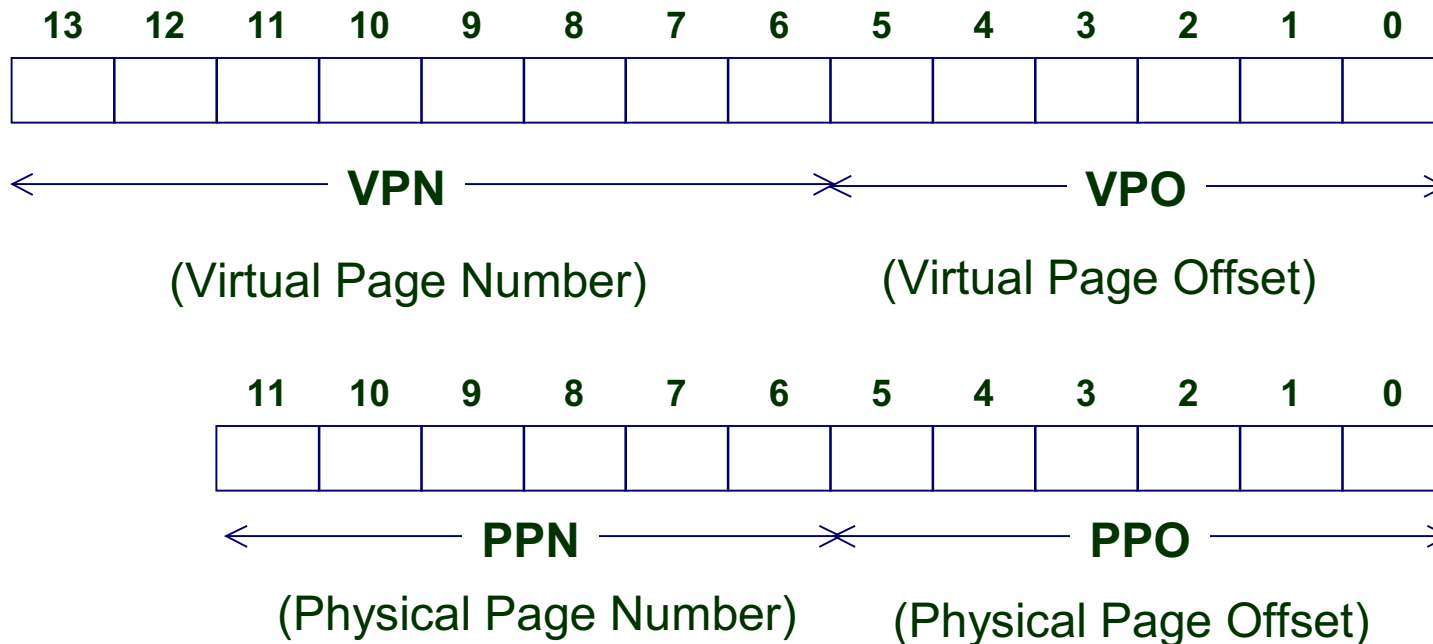 13 12 11 10 9 8 7 6 5 4 3 2 1 0
VPN VPO
(Virtual Page Number) (Virtual Page Offset)
11 10 9 8 7 6 5 4 3 2 1 0
PPN PPO
(Physical Page Number) (Physical Page Offset)